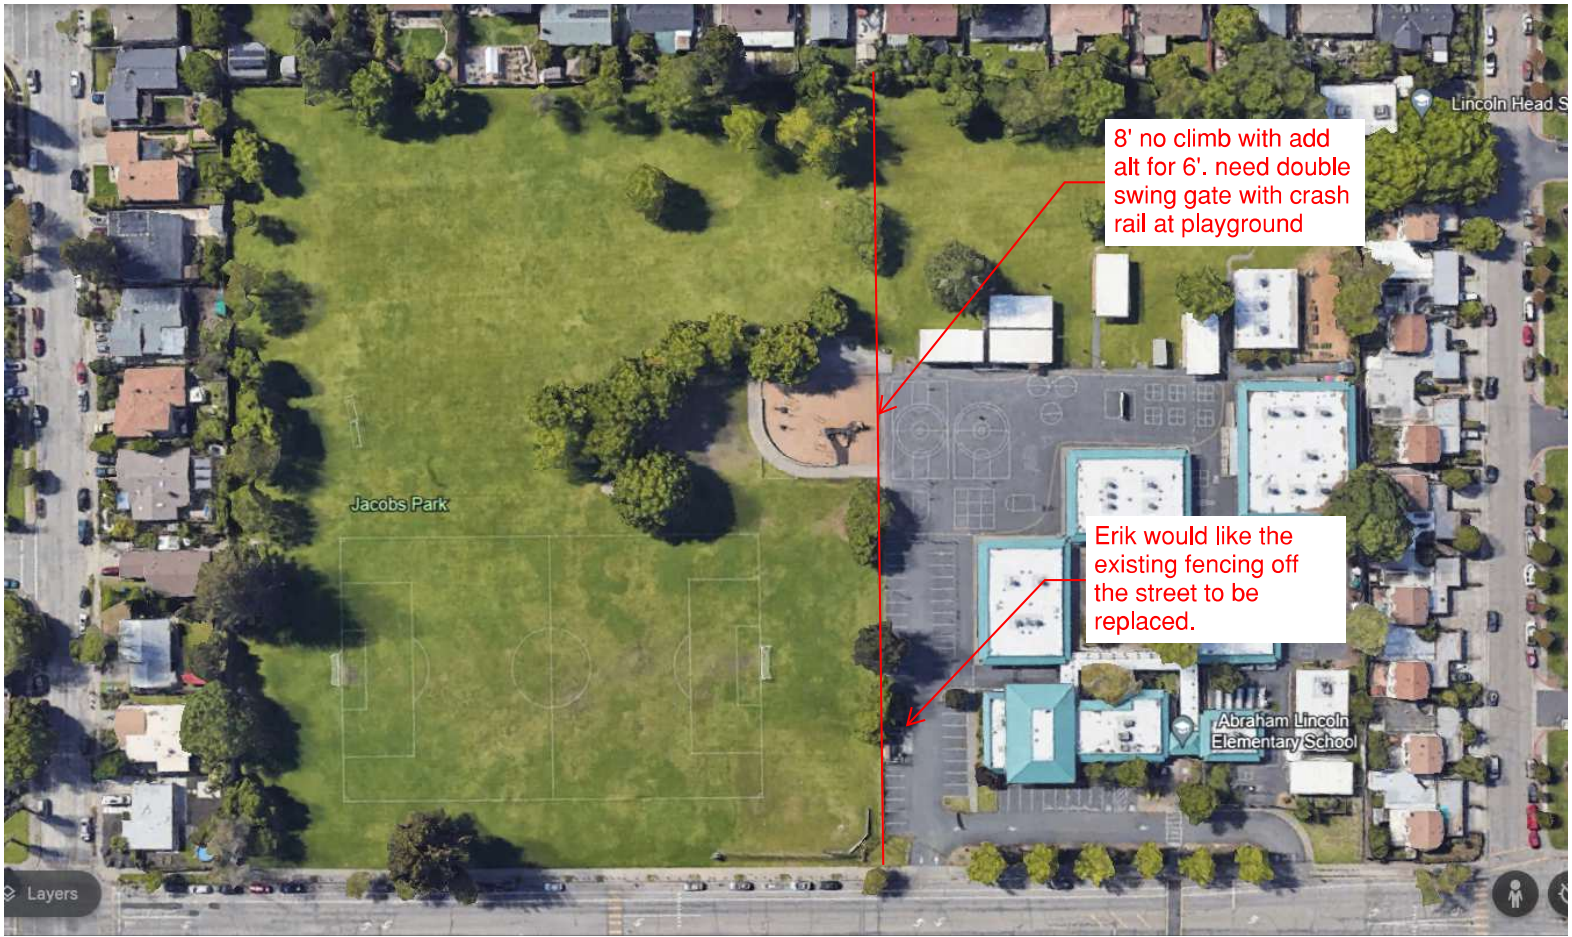 Lincoln Head S
8' no climb with add
alt for 6'. need double
swing gate with crash
rail at playground
Jacobs Park
Erik would like the
existing fencing off
the street to be
replaced.
Abraham Lincoln
Elementary School
Layers